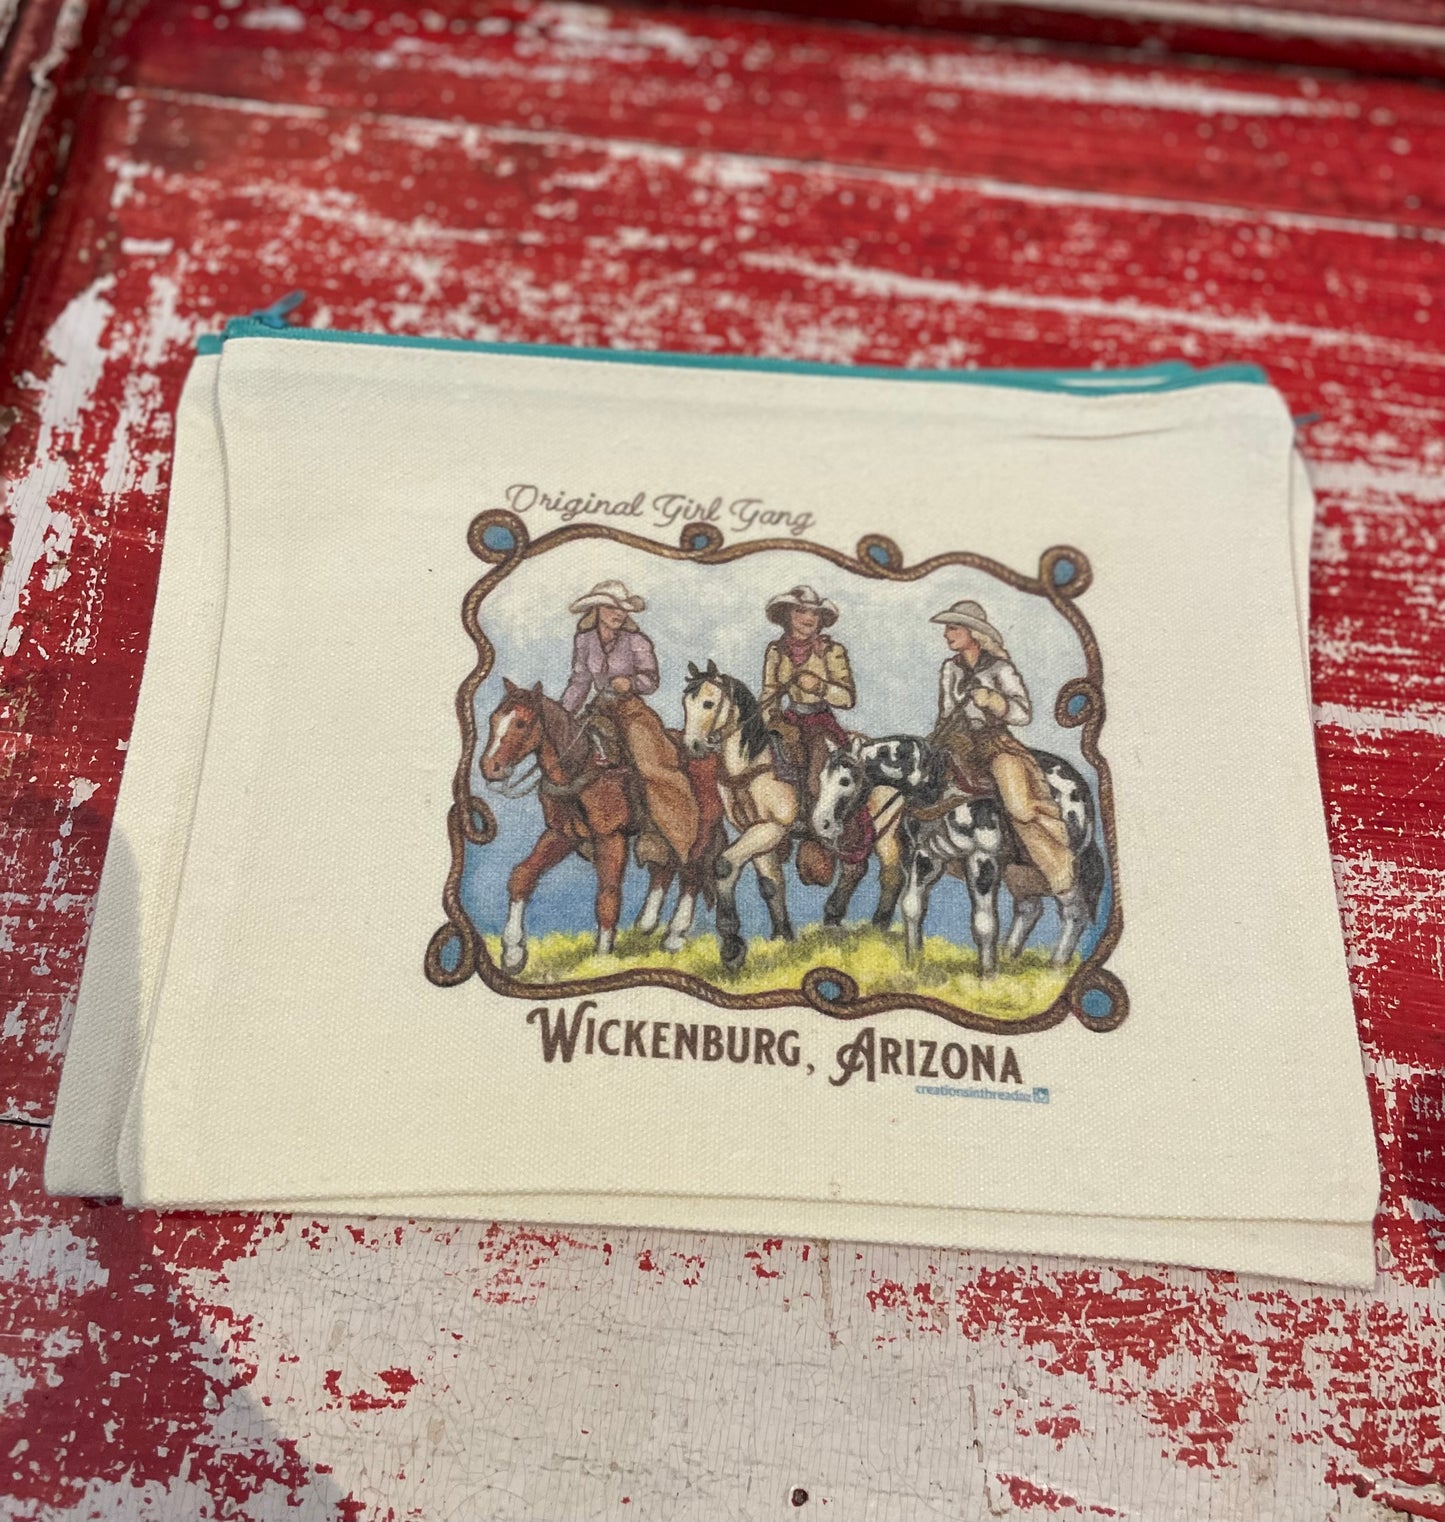 Original Girl Gang
WICKENBURG, ARIZONA
creationsinthreadaz